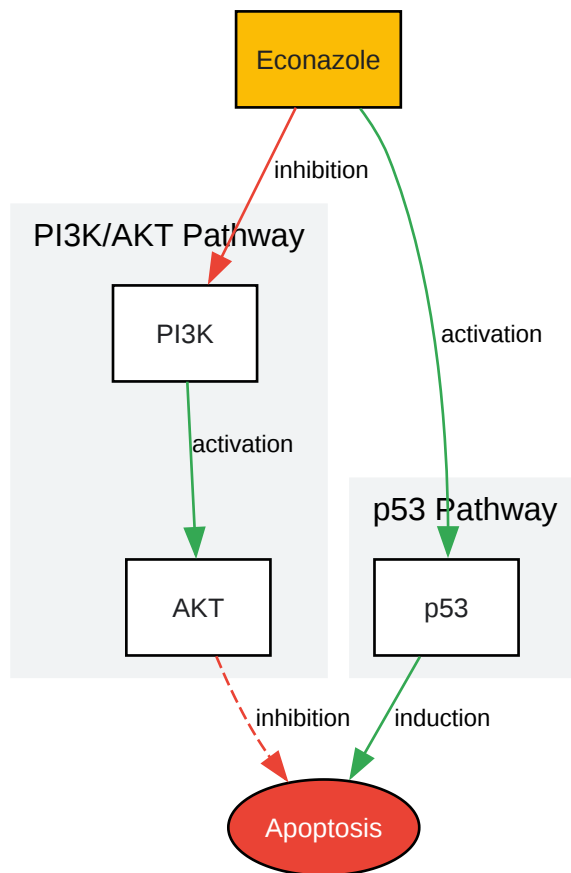 Econazole
inhibition
PI3K/AKT Pathway
PI3K
activation
activation
p53 Pathway
AKT
p53
inhibition
induction
Apoptosis